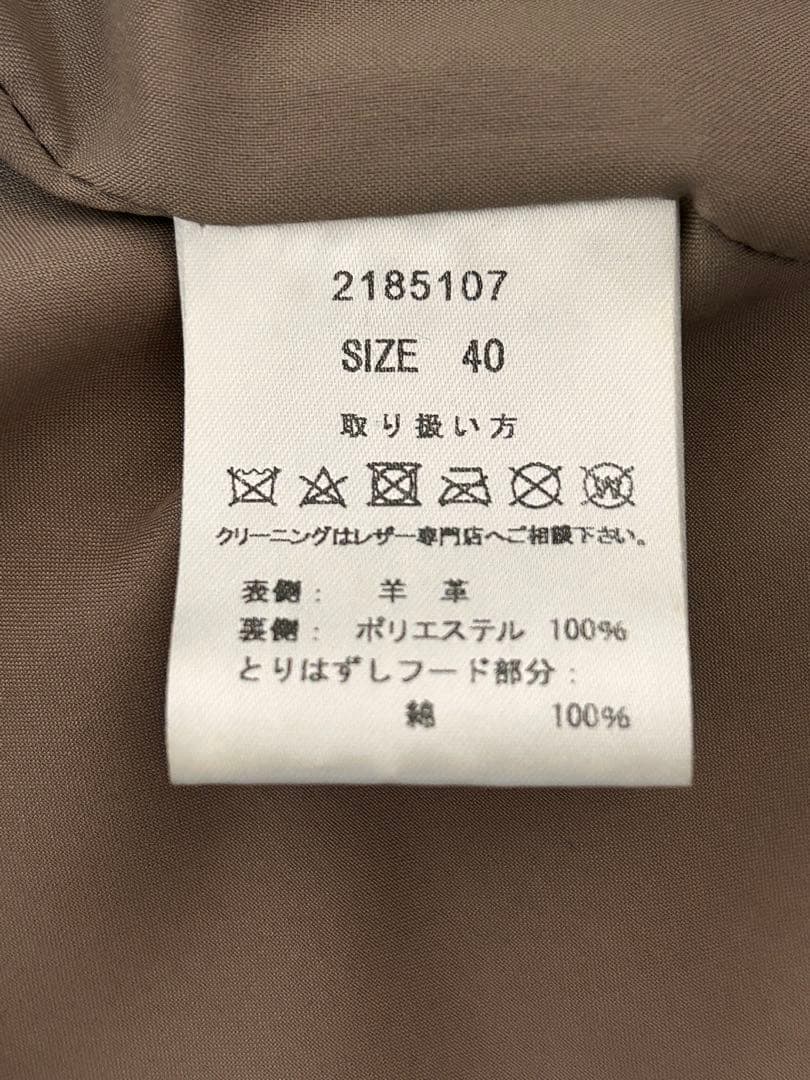 2185107
SIZE 40
取り扱い方
W
クリーニングはレザー専門店へご相談下さい。
表側: 羊 革
裏側: ポリエステル 100%
とりはずしフード部分:
綿 100%